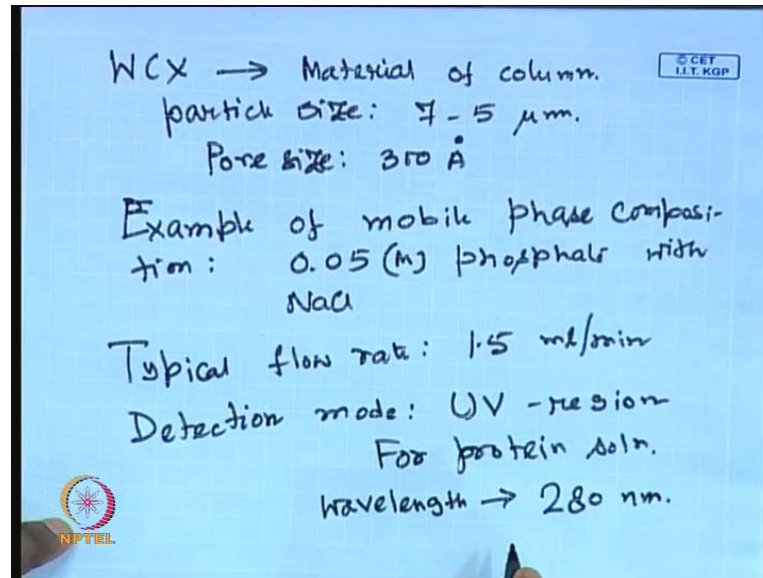 WCX → Material of column.
© CET
I.I.T. KGP
particle size: 7-5 μm.
Pore size: 300 Å
Example of mobile phase composi-
tion: 0.05 (M) phosphate with
NaCl
Typical flow rate: 1.5 ml/min
Detection mode: UV-region
For protein soln.
Wavelength → 280 nm.
NPTEL